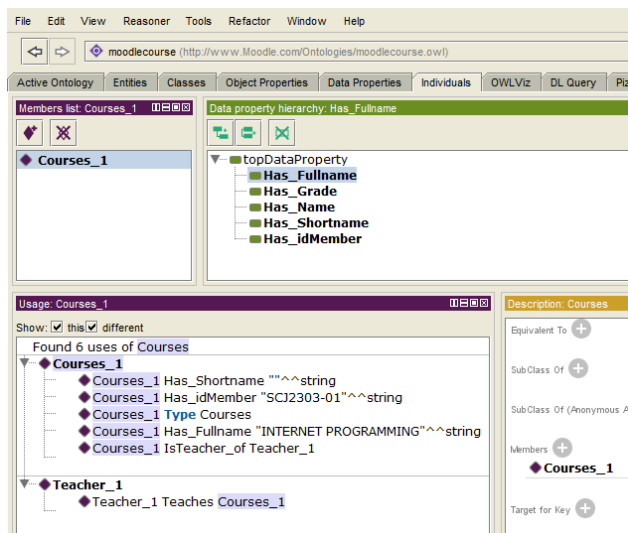 File Edit View Reasoner Tools Refactor Window Help
moodlecourse (http://www.Moodle.com/Ontologies/moodlecourse.owl)
Active Ontology Entities Classes Object Properties Data Properties Individuals OWLViz DL Query Piz
Members list: Courses_1
Courses_1
Data property hierarchy: Has_Fullname
topDataProperty
Has_Fullname
Has_Grade
Has_Name
Has_Shortname
Has_idMember
Usage: Courses_1
Show: this different
Found 6 uses of Courses
Courses_1
Courses_1 Has_Shortname ""^^string
Courses_1 Has_idMember "SCJ2303-01"^^string
Courses_1 Type Courses
Courses_1 Has_Fullname "INTERNET PROGRAMMING"^^string
Courses_1 IsTeacher_of Teacher_1
Teacher_1
Teacher_1 Teaches Courses_1
Description: Courses
Equivalent To
SubClass Of
SubClass Of (Anonymous A
Members
Courses_1
Target for Key